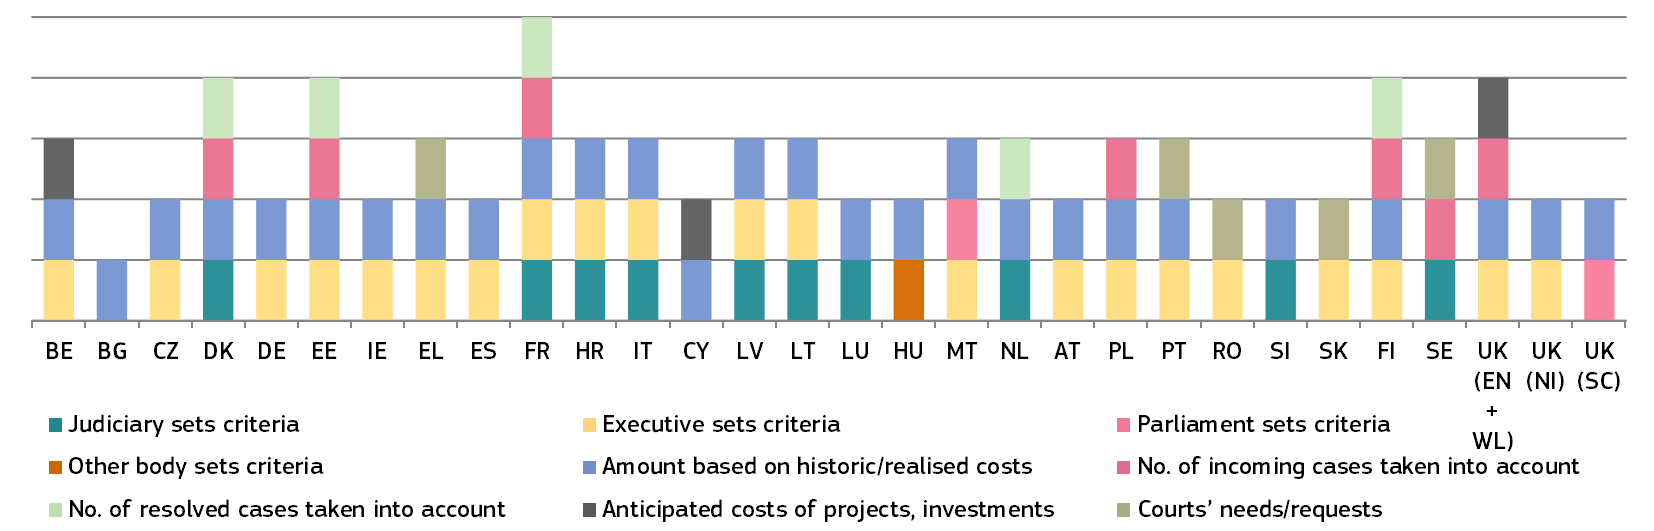 BE BG CZ DK DE EE IE EL ES FR HR IT CY LV LT LU HU MT NL AT PL PT RO SI SK FI SE UK UK UK
(EN (NI) (SC)
+
WL)
Judiciary sets criteria Executive sets criteria Parliament sets criteria
Other body sets criteria Amount based on historic/realised costs No. of incoming cases taken into account
No. of resolved cases taken into account Anticipated costs of projects, investments Courts’ needs/requests